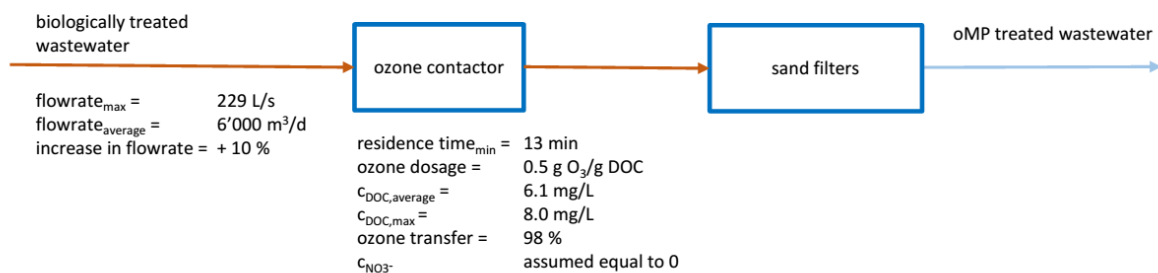 biologically treated
wastewater
oMP treated wastewater
ozone contactor
sand filters
flowrate_max = 229 L/s
flowrate_average = 6'000 m³/d
increase in flowrate = + 10 %
residence time_min = 13 min
ozone dosage = 0.5 g O₃/g DOC
c_DOC,average = 6.1 mg/L
c_DOC,max = 8.0 mg/L
ozone transfer = 98 %
c_NO3- assumed equal to 0